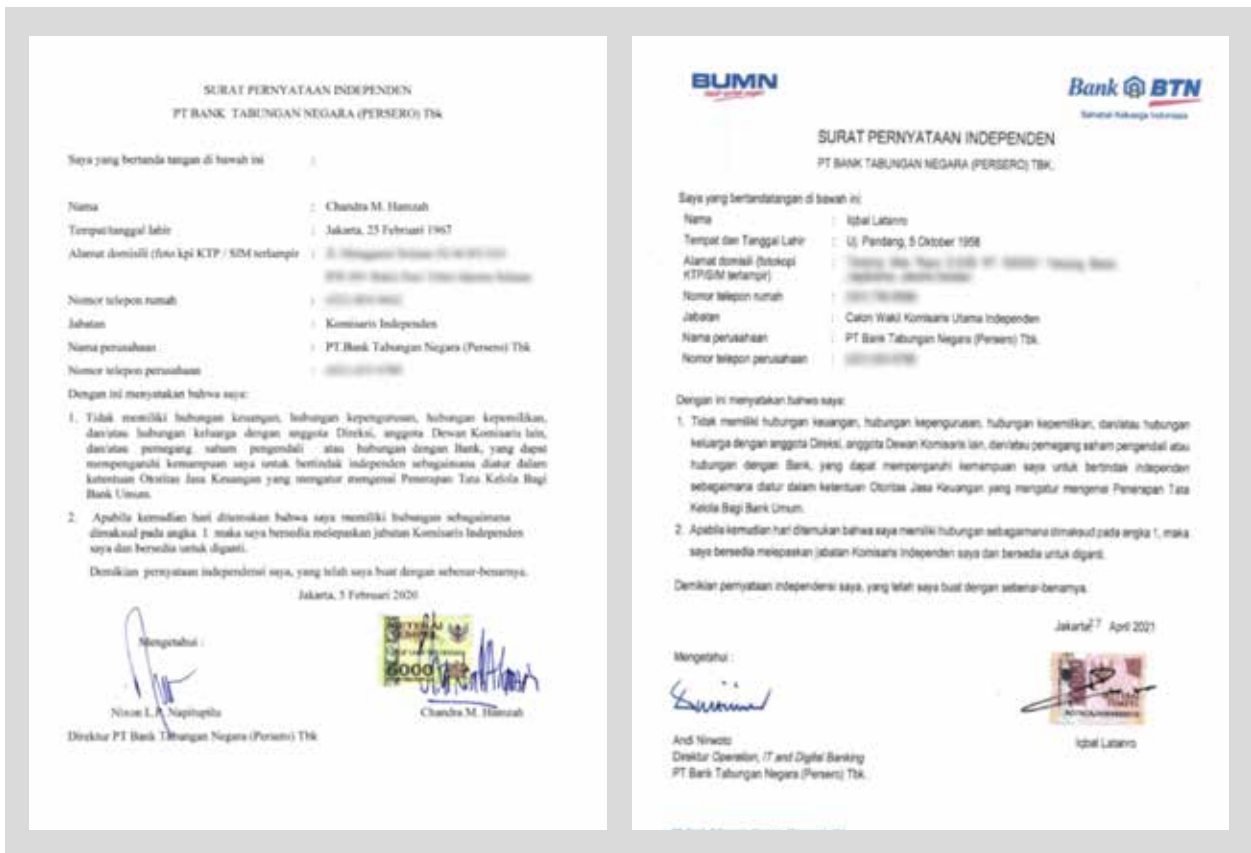 SURAT PERNYATAAN INDEPENDEN
PT BANK TABUNGAN NEGARA (PERSERO) Tbk
Saya yang bertanda tangan di bawah ini :
Nama : Chandra M. Hamzah
Tempat/tanggal lahir : Jakarta, 25 Februari 1967
Alamat domisili (foto kpi KTP / SIM terlampir :
Nomor telepon rumah :
Jabatan : Komisaris Independen
Nama perusahaan : PT.Bank Tabungan Negara (Persero) Tbk
Nomor telepon perusahaan :
Dengan ini menyatakan bahwa saya:
1. Tidak memiliki hubungan keuangan, hubungan kepengurusan, hubungan kepemilikan,
dan/atau hubungan keluarga dengan anggota Direksi, anggota Dewan Komisaris lain,
dan/atau pemegang saham pengendali atau hubungan dengan Bank, yang dapat
mempengaruhi kemampuan saya untuk bertindak independen sebagaimana diatur dalam
ketentuan Otoritas Jasa Keuangan yang mengatur mengenai Penerapan Tata Kelola Bagi
Bank Umum.
2. Apabila kemudian hari ditemukan bahwa saya memiliki hubungan sebagaimana
dimaksud pada angka 1 maka saya bersedia melepaskan jabatan Komisaris Independen
saya dan bersedia untuk diganti.
Demikian pernyataan independensi saya, yang telah saya buat dengan sebenar-benarnya.
Jakarta, 5 Februari 2020
Mengetahui :
METERAI
TEMPEL
6000
Nixon L.P. Napitupulu
Chandra M. Hamzah
Direktur PT Bank Tabungan Negara (Persero) Tbk
BUMN
Bank BTN
Sahabat Keluarga Indonesia
SURAT PERNYATAAN INDEPENDEN
PT BANK TABUNGAN NEGARA (PERSERO) TBK.
Saya yang bertandatangan di bawah ini:
Nama : Iqbal Latanro
Tempat dan Tanggal Lahir : Uj. Pandang, 5 Oktober 1958
Alamat domisili (fotokopi :
KTP/SIM terlampir)
Nomor telepon rumah :
Jabatan : Calon Wakil Komisaris Utama Independen
Nama perusahaan : PT Bank Tabungan Negara (Persero) Tbk.
Nomor telepon perusahaan :
Dengan ini menyatakan bahwa saya:
1. Tidak memiliki hubungan keuangan, hubungan kepengurusan, hubungan kepemilikan, dan/atau hubungan
keluarga dengan anggota Direksi, anggota Dewan Komisaris lain, dan/atau pemegang saham pengendali atau
hubungan dengan Bank, yang dapat mempengaruhi kemampuan saya untuk bertindak independen
sebagaimana diatur dalam ketentuan Otoritas Jasa Keuangan yang mengatur mengenai Penerapan Tata
Kelola Bagi Bank Umum.
2. Apabila kemudian hari ditemukan bahwa saya memiliki hubungan sebagaimana dimaksud pada angka 1, maka
saya bersedia melepaskan jabatan Komisaris Independen saya dan bersedia untuk diganti.
Demikian pernyataan independensi saya, yang telah saya buat dengan sebenar-benarnya.
Jakarta, 27 April 2021
Mengetahui :
Andi Nirwoto
Iqbal Latanro
Direktur Operation, IT and Digital Banking
PT Bank Tabungan Negara (Persero) Tbk.